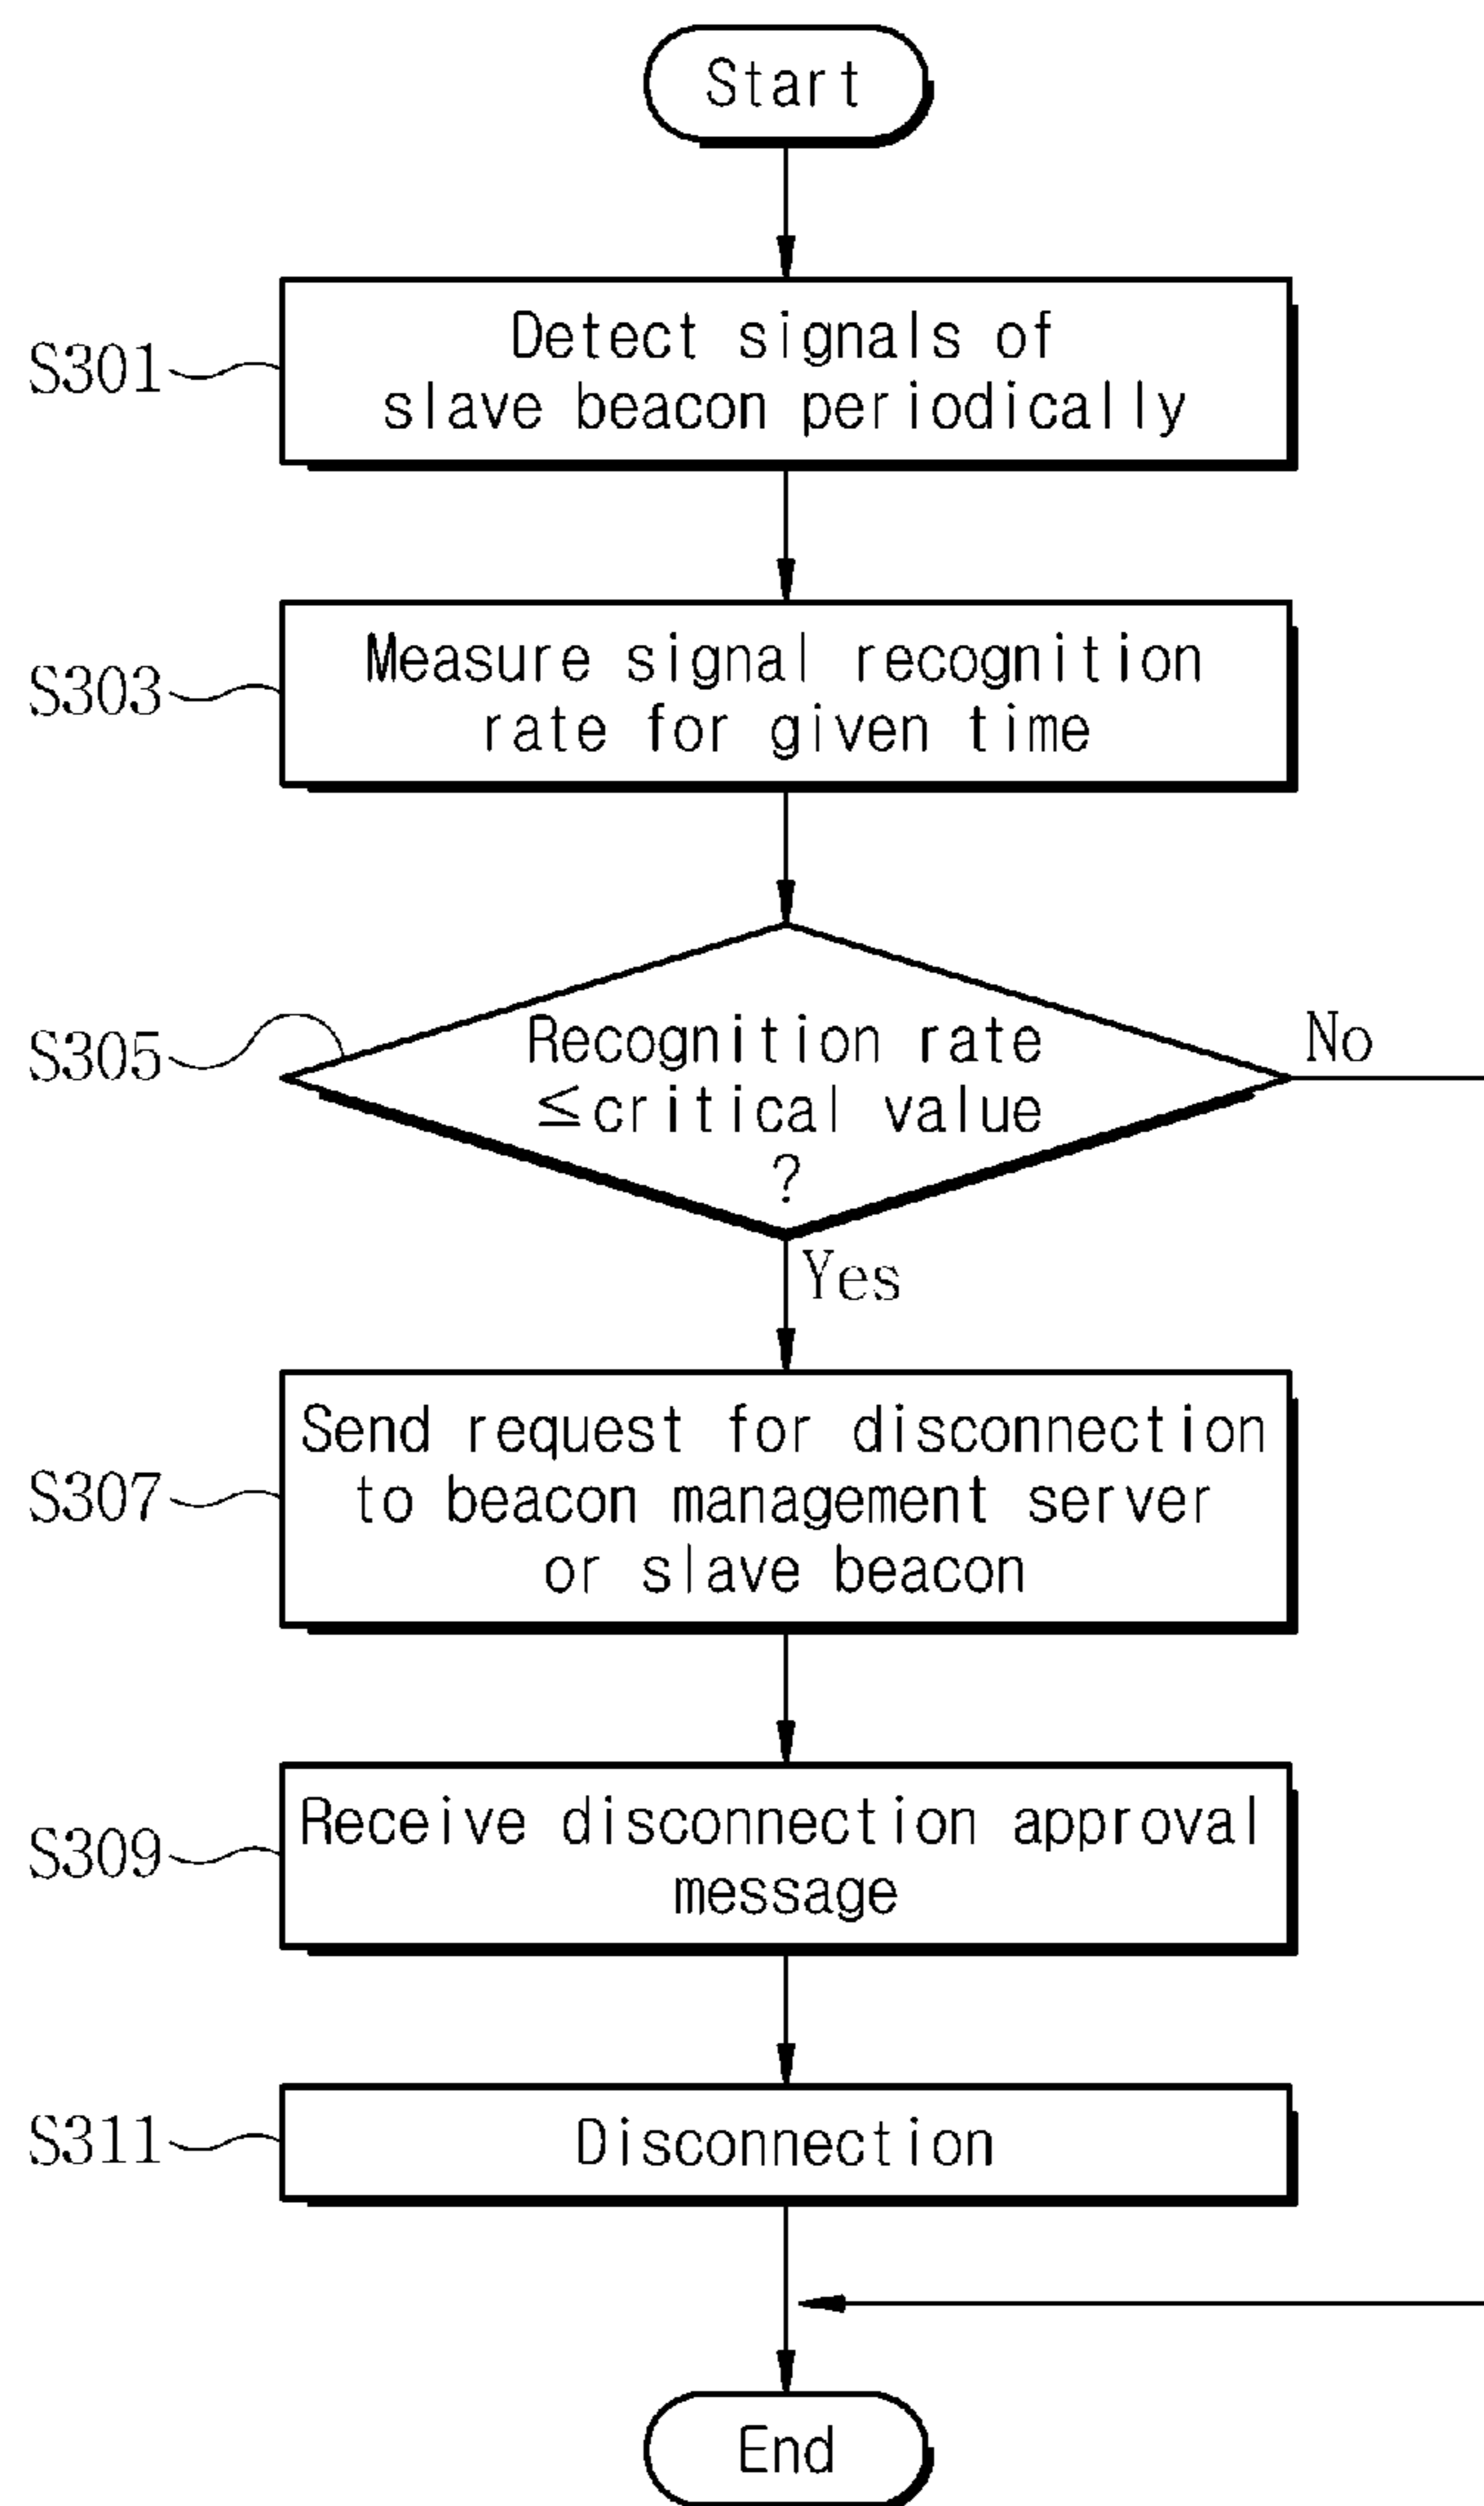 Start
S301
Detect signals of
slave beacon periodically
S303
Measure signal recognition
rate for given time
S305
Recognition rate
≤critical value
?
No
Yes
S307
Send request for disconnection
to beacon management server
or slave beacon
S309
Receive disconnection approval
message
S311
Disconnection
End